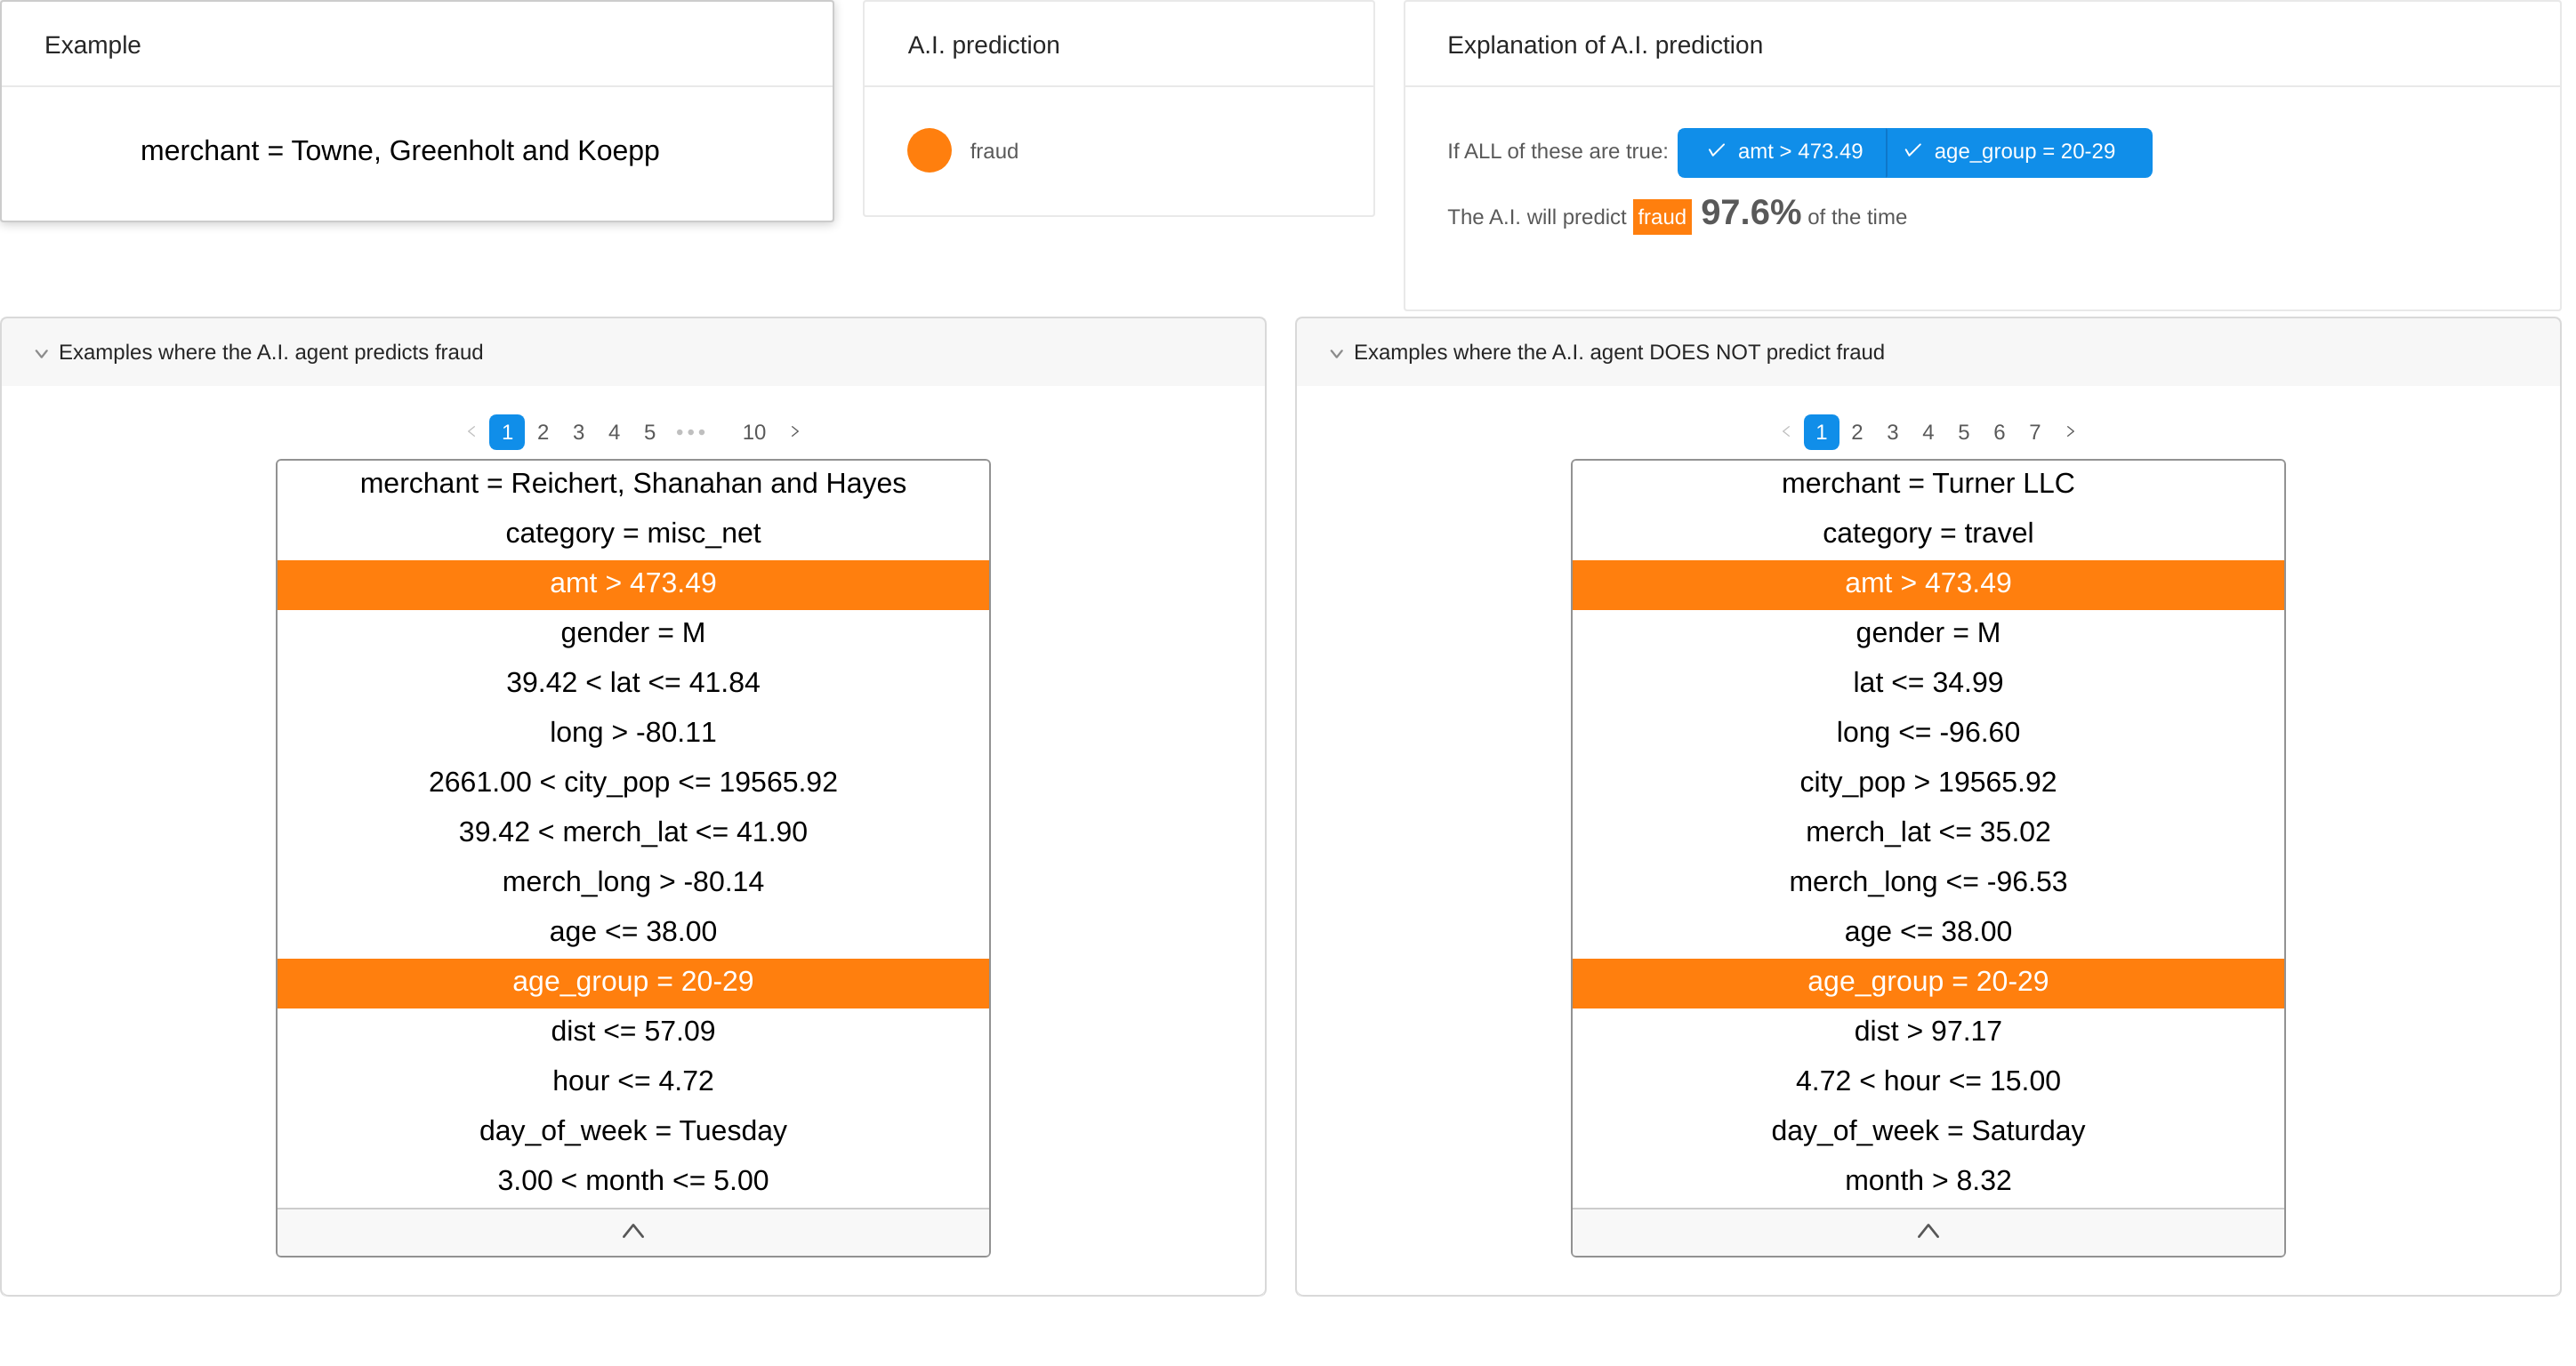 Example
merchant = Towne, Greenholt and Koepp
A.I. prediction
fraud
Explanation of A.I. prediction
If ALL of these are true: amt > 473.49 age_group = 20-29
The A.I. will predict fraud 97.6% of the time
Examples where the A.I. agent predicts fraud
1 2 3 4 5 ••• 10
merchant = Reichert, Shanahan and Hayes
category = misc_net
amt > 473.49
gender = M
39.42 < lat <= 41.84
long > -80.11
2661.00 < city_pop <= 19565.92
39.42 < merch_lat <= 41.90
merch_long > -80.14
age <= 38.00
age_group = 20-29
dist <= 57.09
hour <= 4.72
day_of_week = Tuesday
3.00 < month <= 5.00
Examples where the A.I. agent DOES NOT predict fraud
1 2 3 4 5 6 7
merchant = Turner LLC
category = travel
amt > 473.49
gender = M
lat <= 34.99
long <= -96.60
city_pop > 19565.92
merch_lat <= 35.02
merch_long <= -96.53
age <= 38.00
age_group = 20-29
dist > 97.17
4.72 < hour <= 15.00
day_of_week = Saturday
month > 8.32